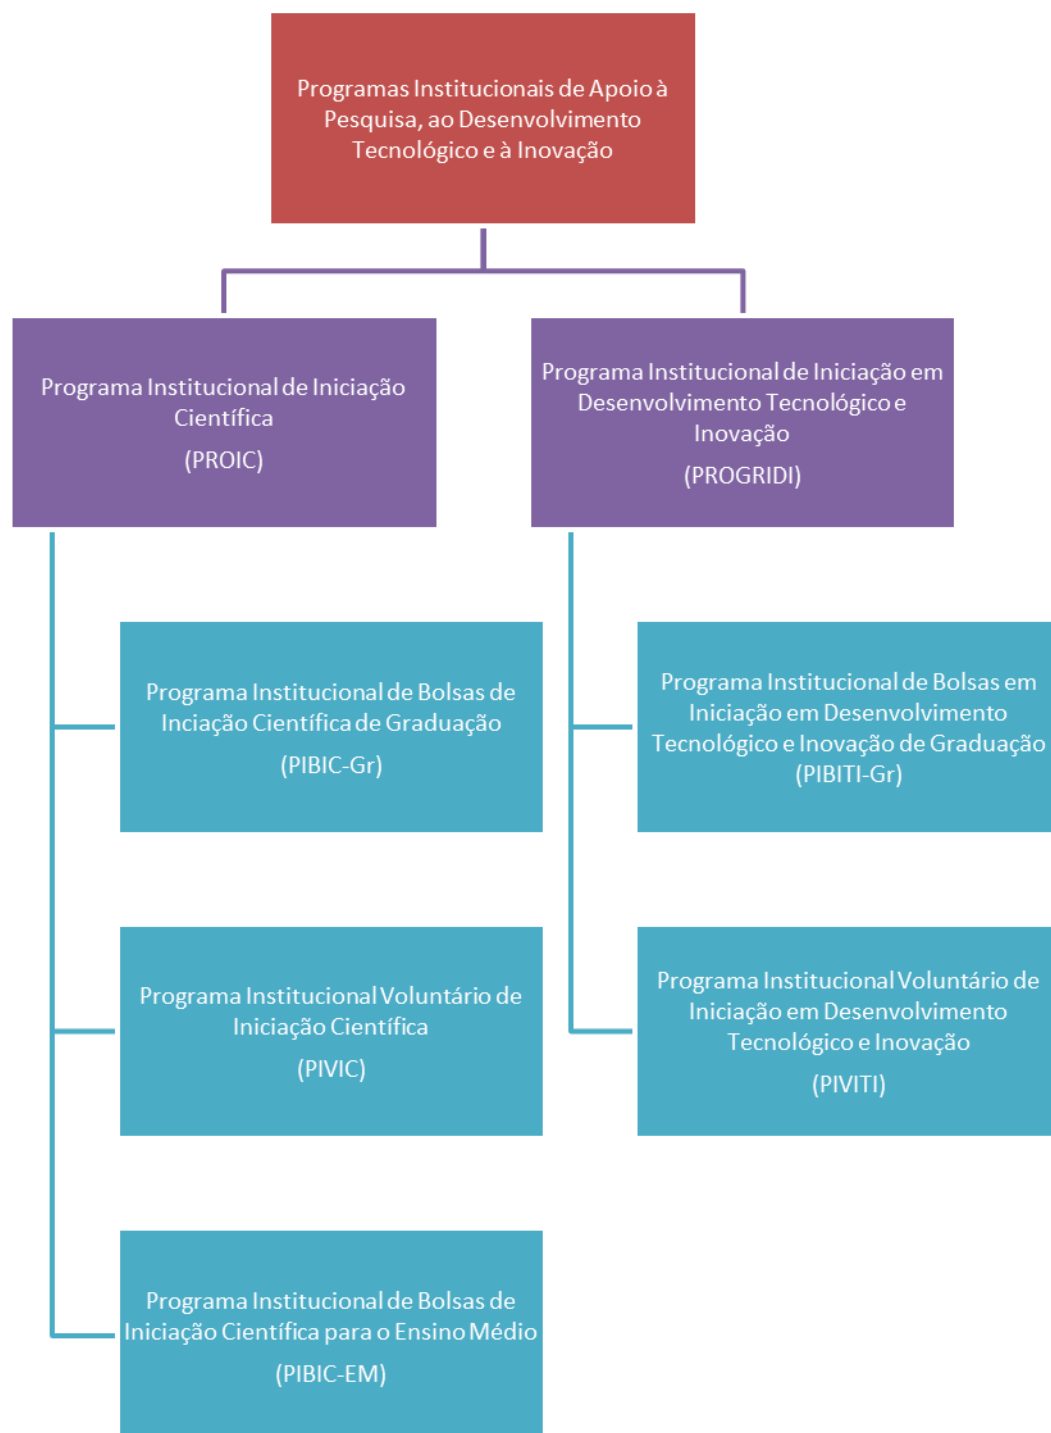 Programas Institucionais de Apoio à
Pesquisa, ao Desenvolvimento
Tecnológico e à Inovação
Programa Institucional de Iniciação
Científica
(PROIC)
Programa Institucional de Iniciação em
Desenvolvimento Tecnológico e
Inovação
(PROGRIDI)
Programa Institucional de Bolsas de
Inciação Científica de Graduação
(PIBIC-Gr)
Programa Institucional de Bolsas em
Iniciação em Desenvolvimento
Tecnológico e Inovação de Graduação
(PIBITI-Gr)
Programa Institucional Voluntário de
Iniciação Científica
(PIVIC)
Programa Institucional Voluntário de
Iniciação em Desenvolvimento
Tecnológico e Inovação
(PIVITI)
Programa Institucional de Bolsas de
Iniciação Científica para o Ensino Médio
(PIBIC-EM)